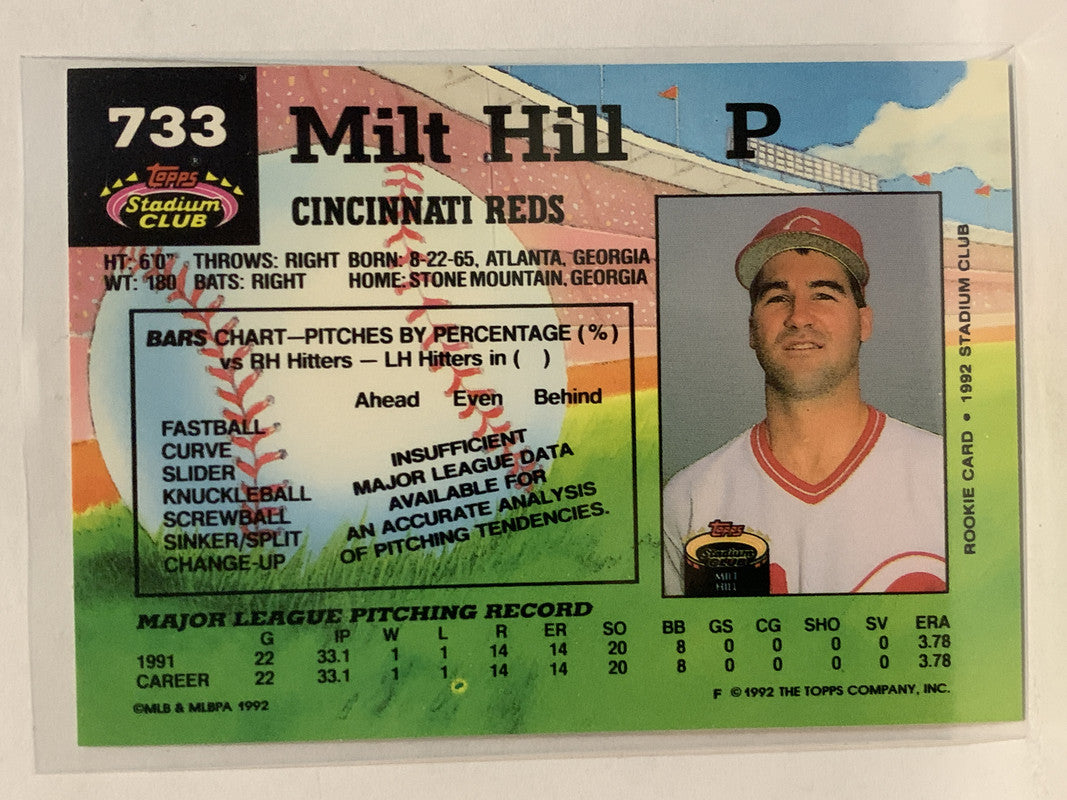 733
Topps
®
Stadium
CLUB
Milt Hill P
CINCINNATI REDS
HT: 6'0" THROWS: RIGHT BORN: 8-22-65, ATLANTA, GEORGIA
WT: 180 BATS: RIGHT HOME: STONE MOUNTAIN, GEORGIA
BARS CHART—PITCHES BY PERCENTAGE (%)
vs RH Hitters — LH Hitters in ( )
Ahead Even Behind
FASTBALL
CURVE
SLIDER
KNUCKLEBALL
SCREWBALL
SINKER/SPLIT
CHANGE-UP
INSUFFICIENT
MAJOR LEAGUE DATA
AVAILABLE FOR
AN ACCURATE ANALYSIS
OF PITCHING TENDENCIES.
Topps
Stadium
CLUB
MILT
HILL
ROOKIE CARD • 1992 STADIUM CLUB
MAJOR LEAGUE PITCHING RECORD
G IP W L R ER SO BB GS CG SHO SV ERA
1991 22 33.1 1 1 14 14 20 8 0 0 0 0 3.78
CAREER 22 33.1 1 1 14 14 20 8 0 0 0 0 3.78
©MLB & MLBPA 1992
F ©1992 THE TOPPS COMPANY, INC.